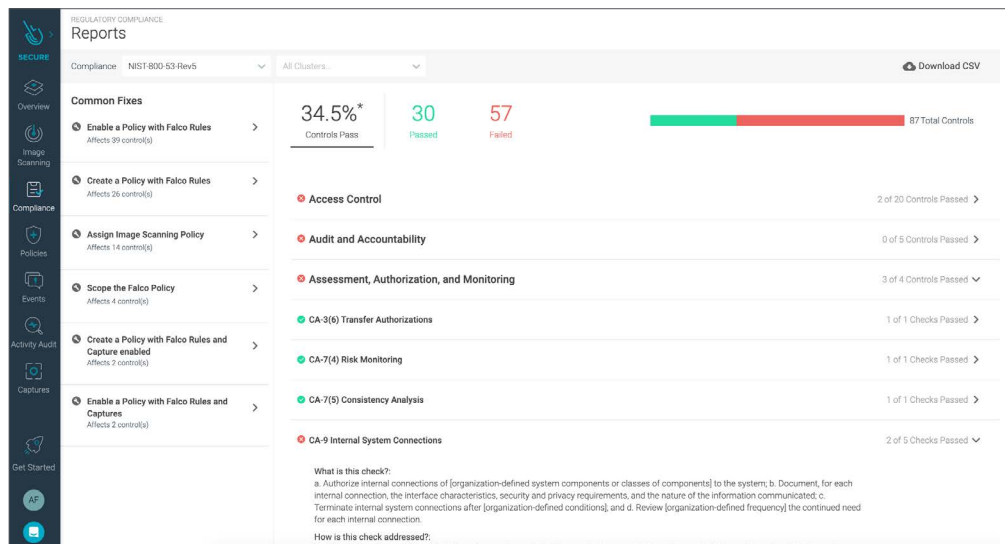 REGULATORY COMPLIANCE
Reports
SECURE
Overview
Image
Scanning
Compliance
Policies
Events
Activity Audit
Captures
Get Started
AF
Compliance NIST-800-53-Rev5 All Clusters... Download CSV
Common Fixes
Enable a Policy with Falco Rules
Affects 39 control(s)
Create a Policy with Falco Rules
Affects 26 control(s)
Assign Image Scanning Policy
Affects 14 control(s)
Scope the Falco Policy
Affects 4 control(s)
Create a Policy with Falco Rules and
Capture enabled
Affects 2 control(s)
Enable a Policy with Falco Rules and
Captures
Affects 2 control(s)
34.5%* 30 57
Controls Pass Passed Failed
87 Total Controls
Access Control 2 of 20 Controls Passed
Audit and Accountability 0 of 5 Controls Passed
Assessment, Authorization, and Monitoring 3 of 4 Controls Passed
CA-3(6) Transfer Authorizations 1 of 1 Checks Passed
CA-7(4) Risk Monitoring 1 of 1 Checks Passed
CA-7(5) Consistency Analysis 1 of 1 Checks Passed
CA-9 Internal System Connections 2 of 5 Checks Passed
What is this check?:
a. Authorize internal connections of [organization-defined system components or classes of components] to the system; b. Document, for each
internal connection, the interface characteristics, security and privacy requirements, and the nature of the information communicated; c.
Terminate internal system connections after [organization-defined conditions]; and d. Review [organization-defined frequency] the continued need
for each internal connection.
How is this check addressed?: